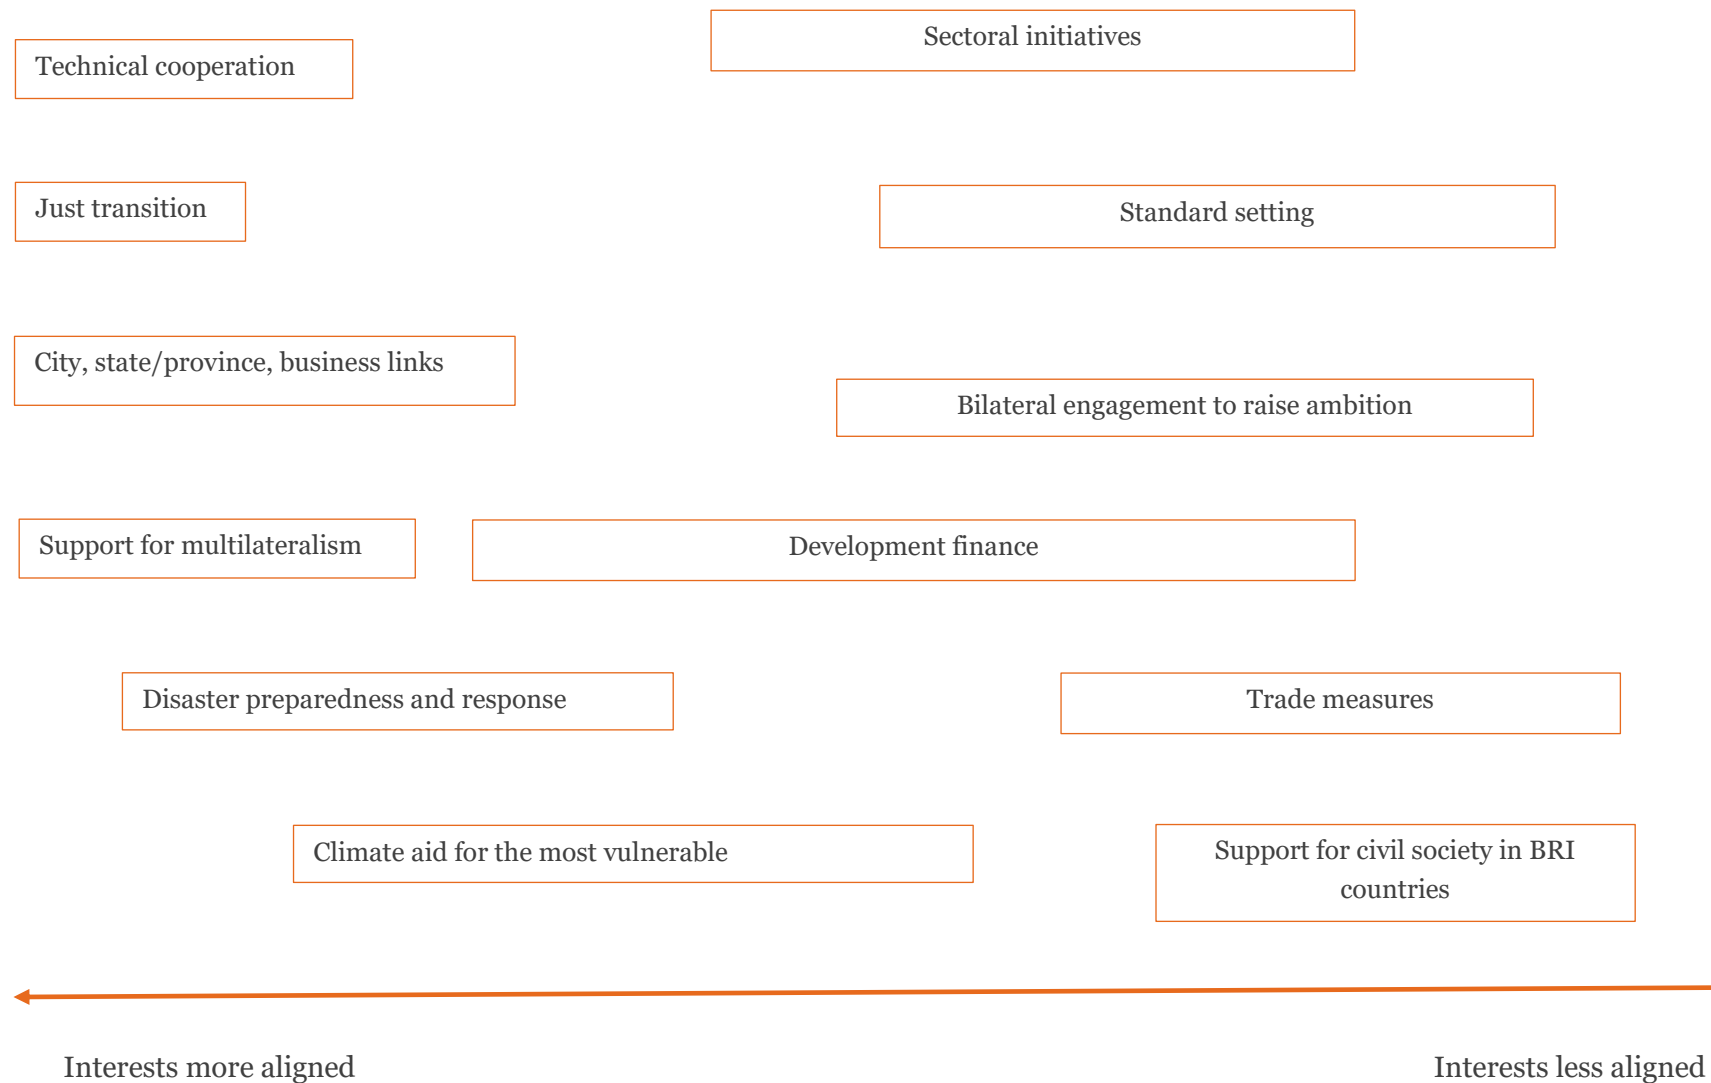 Sectoral initiatives
Technical cooperation
Just transition
Standard setting
City, state/province, business links
Bilateral engagement to raise ambition
Support for multilateralism
Development finance
Disaster preparedness and response
Trade measures
Climate aid for the most vulnerable
Support for civil society in BRI
countries
Interests more aligned
Interests less aligned